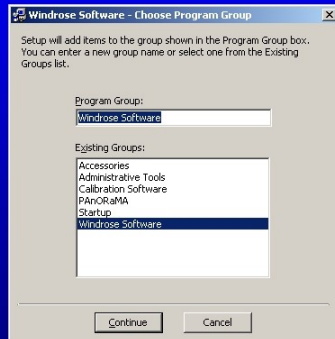 Windrose Software - Choose Program Group
Setup will add items to the group shown in the Program Group box.
You can enter a new group name or select one from the Existing
Groups list.
Program Group:
Windrose Software
Existing Groups:
Accessories
Administrative Tools
Calibration Software
PAnORaMA
Startup
Windrose Software
Continue
Cancel